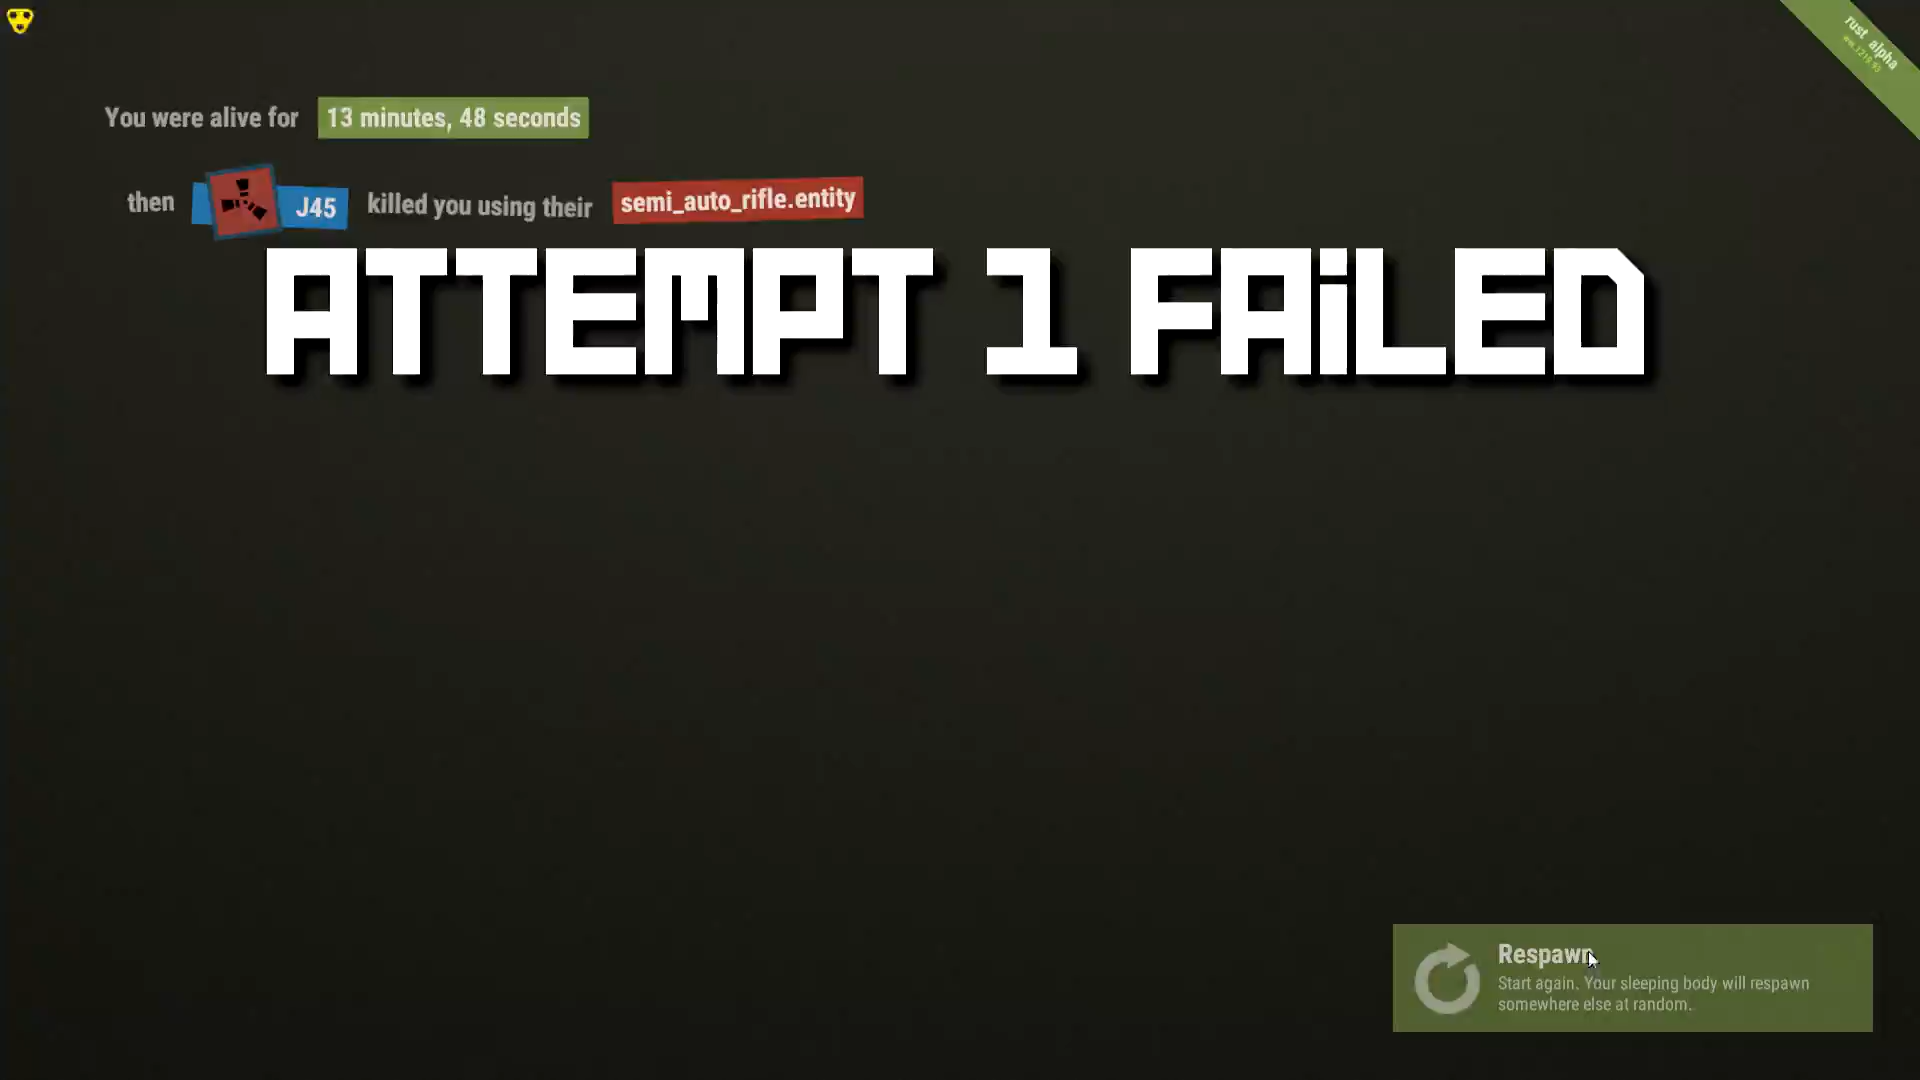 rust alpha
You were alive for 13 minutes, 48 seconds
then J45 killed you using their semi_auto_rifle.entity
ATTEMPT 1 FAiLED
Respawn
Start again. Your sleeping body will respawn
somewhere else at random.